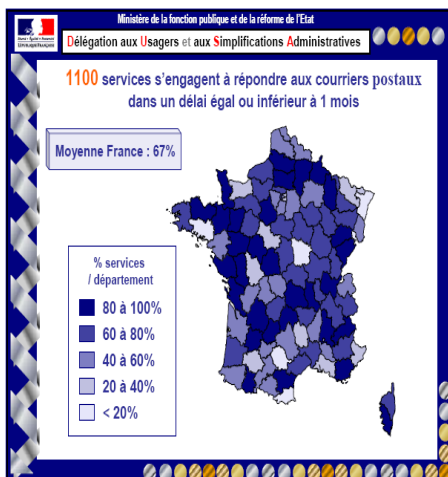 Ministère de la fonction publique et de la réforme de l'Etat
Délégation aux Usagers et aux Simplifications Administratives
RÉPUBLIQUE FRANÇAISE
1100 services s'engagent à répondre aux courriers postaux
dans un délai égal ou inférieur à 1 mois
Moyenne France : 67%
% services
/ département
80 à 100%
60 à 80%
40 à 60%
20 à 40%
< 20%